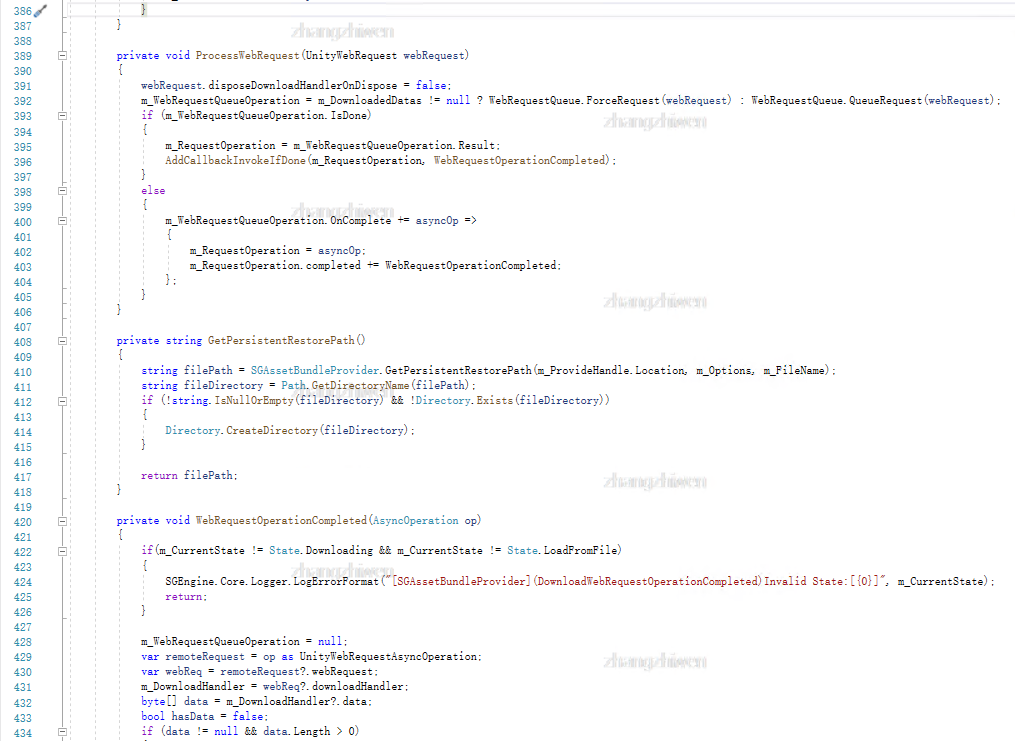 386 }
387 }
388
389 private void ProcessWebRequest(UnityWebRequest webRequest)
390 {
391 webRequest.disposeDownloadHandlerOnDispose = false;
392 m_WebRequestQueueOperation = m_DownloadedDatas != null ? WebRequestQueue.ForceRequest(webRequest) : WebRequestQueue.QueueRequest(webRequest);
393 if (m_WebRequestQueueOperation.IsDone)
394 {
395 m_RequestOperation = m_WebRequestQueueOperation.Result;
396 AddCallbackInvokeIfDone(m_RequestOperation, WebRequestOperationCompleted);
397 }
398 else
399 {
400 m_WebRequestQueueOperation.OnComplete += asyncOp =>
401 {
402 m_RequestOperation = asyncOp;
403 m_RequestOperation.completed += WebRequestOperationCompleted;
404 };
405 }
406 }
407
408 private string GetPersistentRestorePath()
409 {
410 string filePath = SGAssetBundleProvider.GetPersistentRestorePath(m_ProvideHandle.Location, m_Options, m_FileName);
411 string fileDirectory = Path.GetDirectoryName(filePath);
412 if (!string.IsNullOrEmpty(fileDirectory) && !Directory.Exists(fileDirectory))
413 {
414 Directory.CreateDirectory(fileDirectory);
415 }
416
417 return filePath;
418 }
419
420 private void WebRequestOperationCompleted(AsyncOperation op)
421 {
422 if(m_CurrentState != State.Downloading && m_CurrentState != State.LoadFromFile)
423 {
424 SGEngine.Core.Logger.LogErrorFormat("[SGAssetBundleProvider](DownloadWebRequestOperationCompleted)Invalid State:[{0}]", m_CurrentState);
425 return;
426 }
427
428 m_WebRequestQueueOperation = null;
429 var remoteRequest = op as UnityWebRequestAsyncOperation;
430 var webReq = remoteRequest?.webRequest;
431 m_DownloadHandler = webReq?.downloadHandler;
432 byte[] data = m_DownloadHandler?.data;
433 bool hasData = false;
434 if (data != null && data.Length > 0)